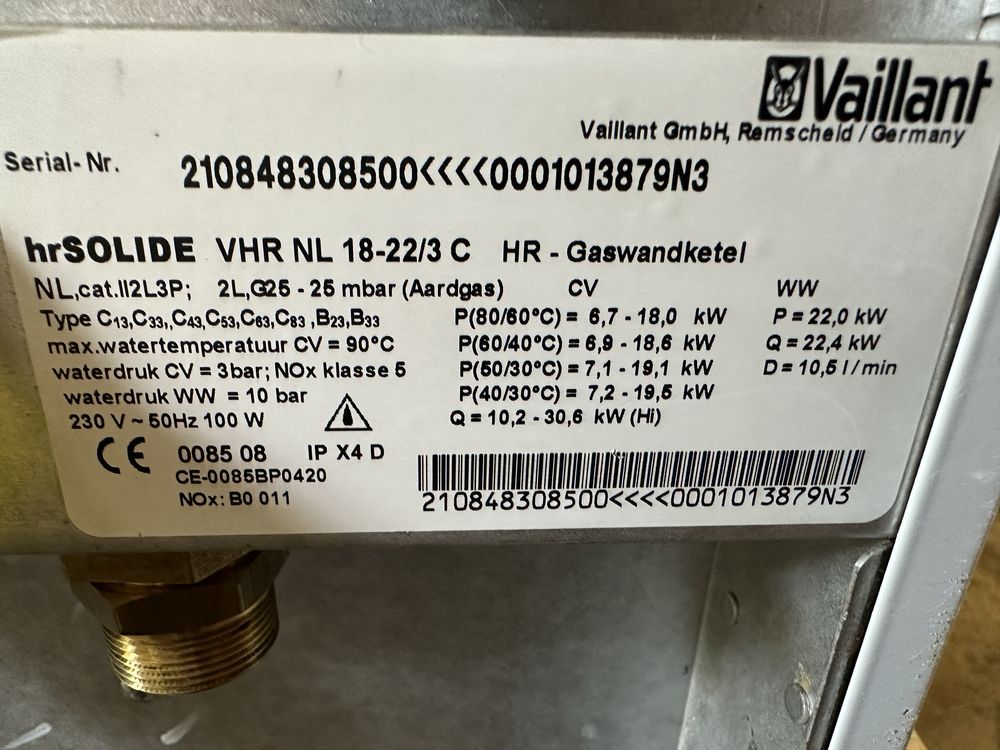 Vaillant
Vaillant GmbH, Remscheid / Germany
Serial-Nr. 210848308500<<<<0001013879N3
hrSOLIDE VHR NL 18-22/3 C HR - Gaswandketel
NL,cat.II2L3P; 2L,G25 - 25 mbar (Aardgas) CV WW
Type C13,C33,,C43,C53,C63,C83 ,B23,B33 P(80/60°C) = 6,7 - 18,0 kW P = 22,0 kW
max.watertemperatuur CV = 90°C P(60/40°C) = 6,9 - 18,6 kW Q = 22,4 kW
waterdruk CV = 3 bar; NOx klasse 5 P(50/30°C) = 7,1 - 19,1 kW D = 10,5 l / min
waterdruk WW = 10 bar P(40/30°C) = 7,2 - 19,5 kW
230 V ~ 50Hz 100 W Q = 10,2 - 30,6 kW (Hi)
CE 0085 08 IP X4 D
CE-0085BP0420
NOx: B0 011
210848308500<<<<0001013879N3